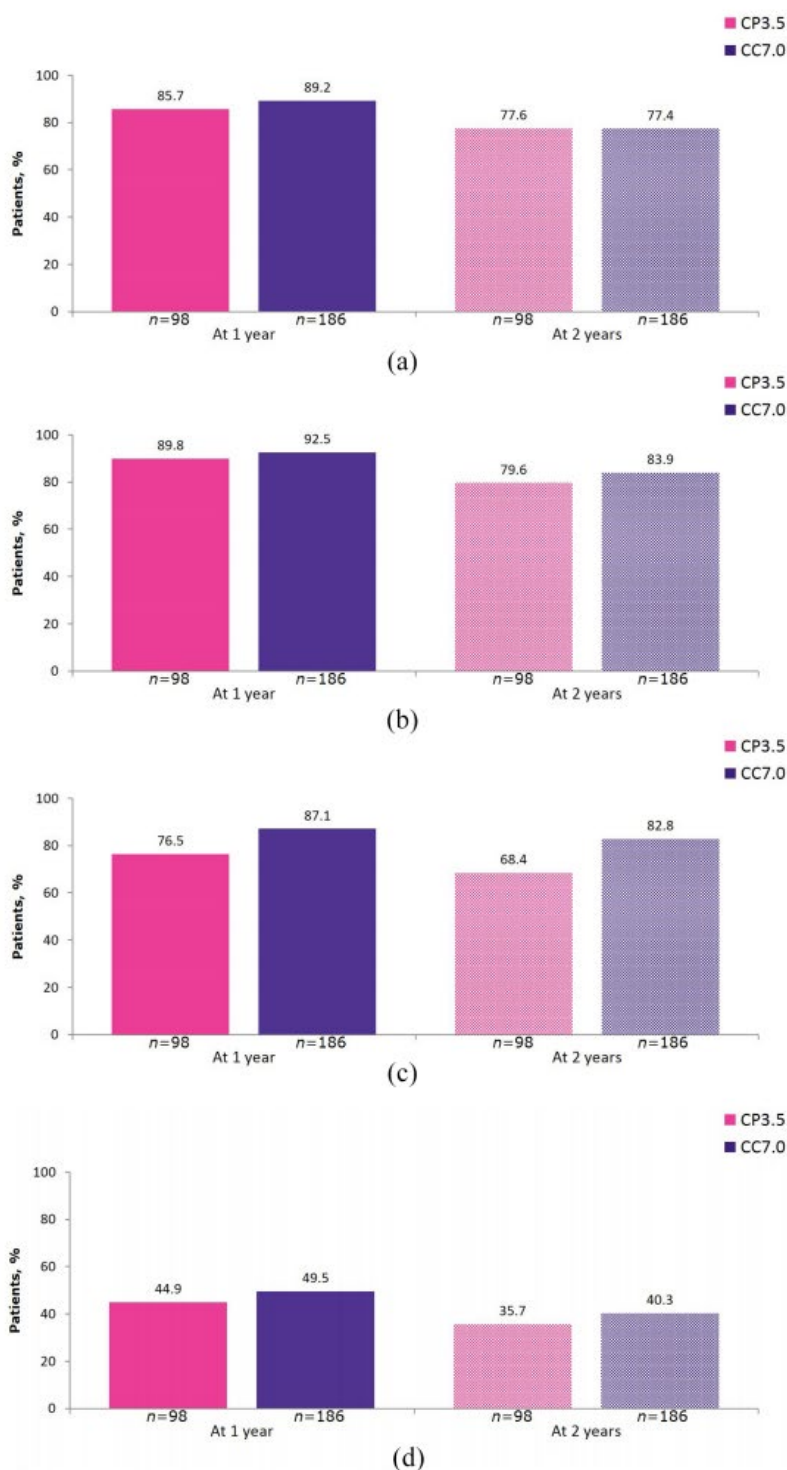 CP3.5
CC7.0
Patients, %
100
80
60
40
20
0
85.7
89.2
77.6
77.4
n=98
n=186
n=98
n=186
At 1 year
At 2 years
(a)
CP3.5
CC7.0
Patients, %
100
80
60
40
20
0
89.8
92.5
79.6
83.9
n=98
n=186
n=98
n=186
At 1 year
At 2 years
(b)
CP3.5
CC7.0
Patients, %
100
80
60
40
20
0
76.5
87.1
68.4
82.8
n=98
n=186
n=98
n=186
At 1 year
At 2 years
(c)
CP3.5
CC7.0
Patients, %
100
80
60
40
20
0
44.9
49.5
35.7
40.3
n=98
n=186
n=98
n=186
At 1 year
At 2 years
(d)